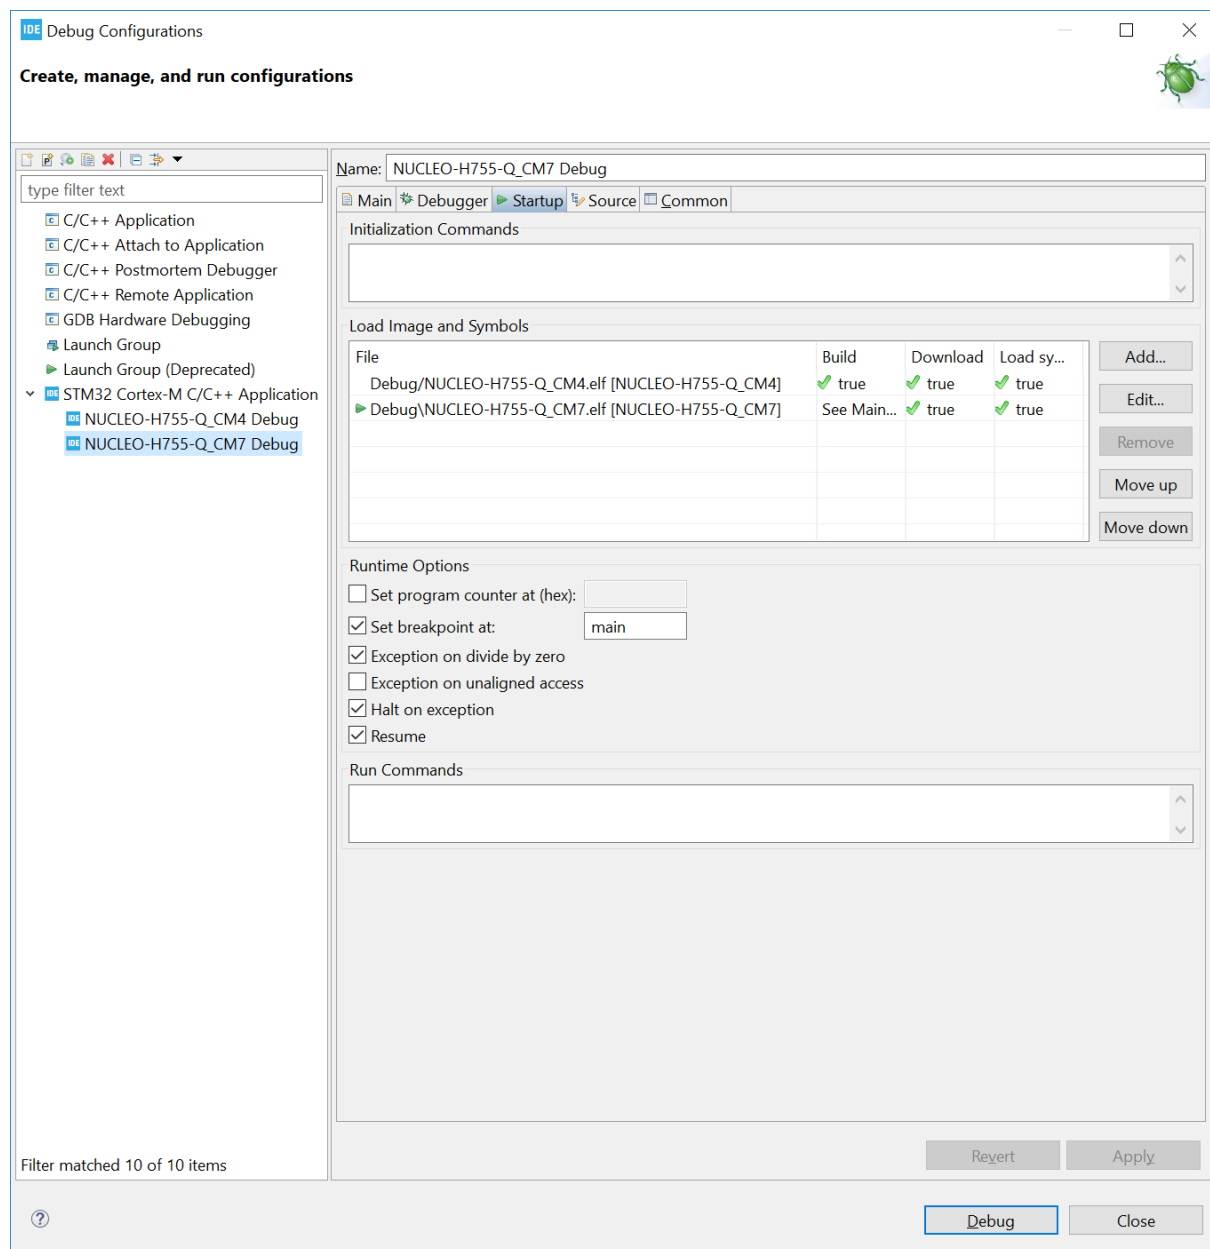 IDE Debug Configurations
Create, manage, and run configurations
type filter text
C/C++ Application
C/C++ Attach to Application
C/C++ Postmortem Debugger
C/C++ Remote Application
GDB Hardware Debugging
Launch Group
Launch Group (Deprecated)
IDE STM32 Cortex-M C/C++ Application
IDE NUCLEO-H755-Q_CM4 Debug
IDE NUCLEO-H755-Q_CM7 Debug
Filter matched 10 of 10 items
Name: NUCLEO-H755-Q_CM7 Debug
Main Debugger Startup Source Common
Initialization Commands
Load Image and Symbols
File Build Download Load sy...
Debug/NUCLEO-H755-Q_CM4.elf [NUCLEO-H755-Q_CM4] true true true
Debug\NUCLEO-H755-Q_CM7.elf [NUCLEO-H755-Q_CM7] See Main... true true
Add...
Edit...
Remove
Move up
Move down
Runtime Options
Set program counter at (hex):
Set breakpoint at: main
Exception on divide by zero
Exception on unaligned access
Halt on exception
Resume
Run Commands
Revert Apply
? Debug Close